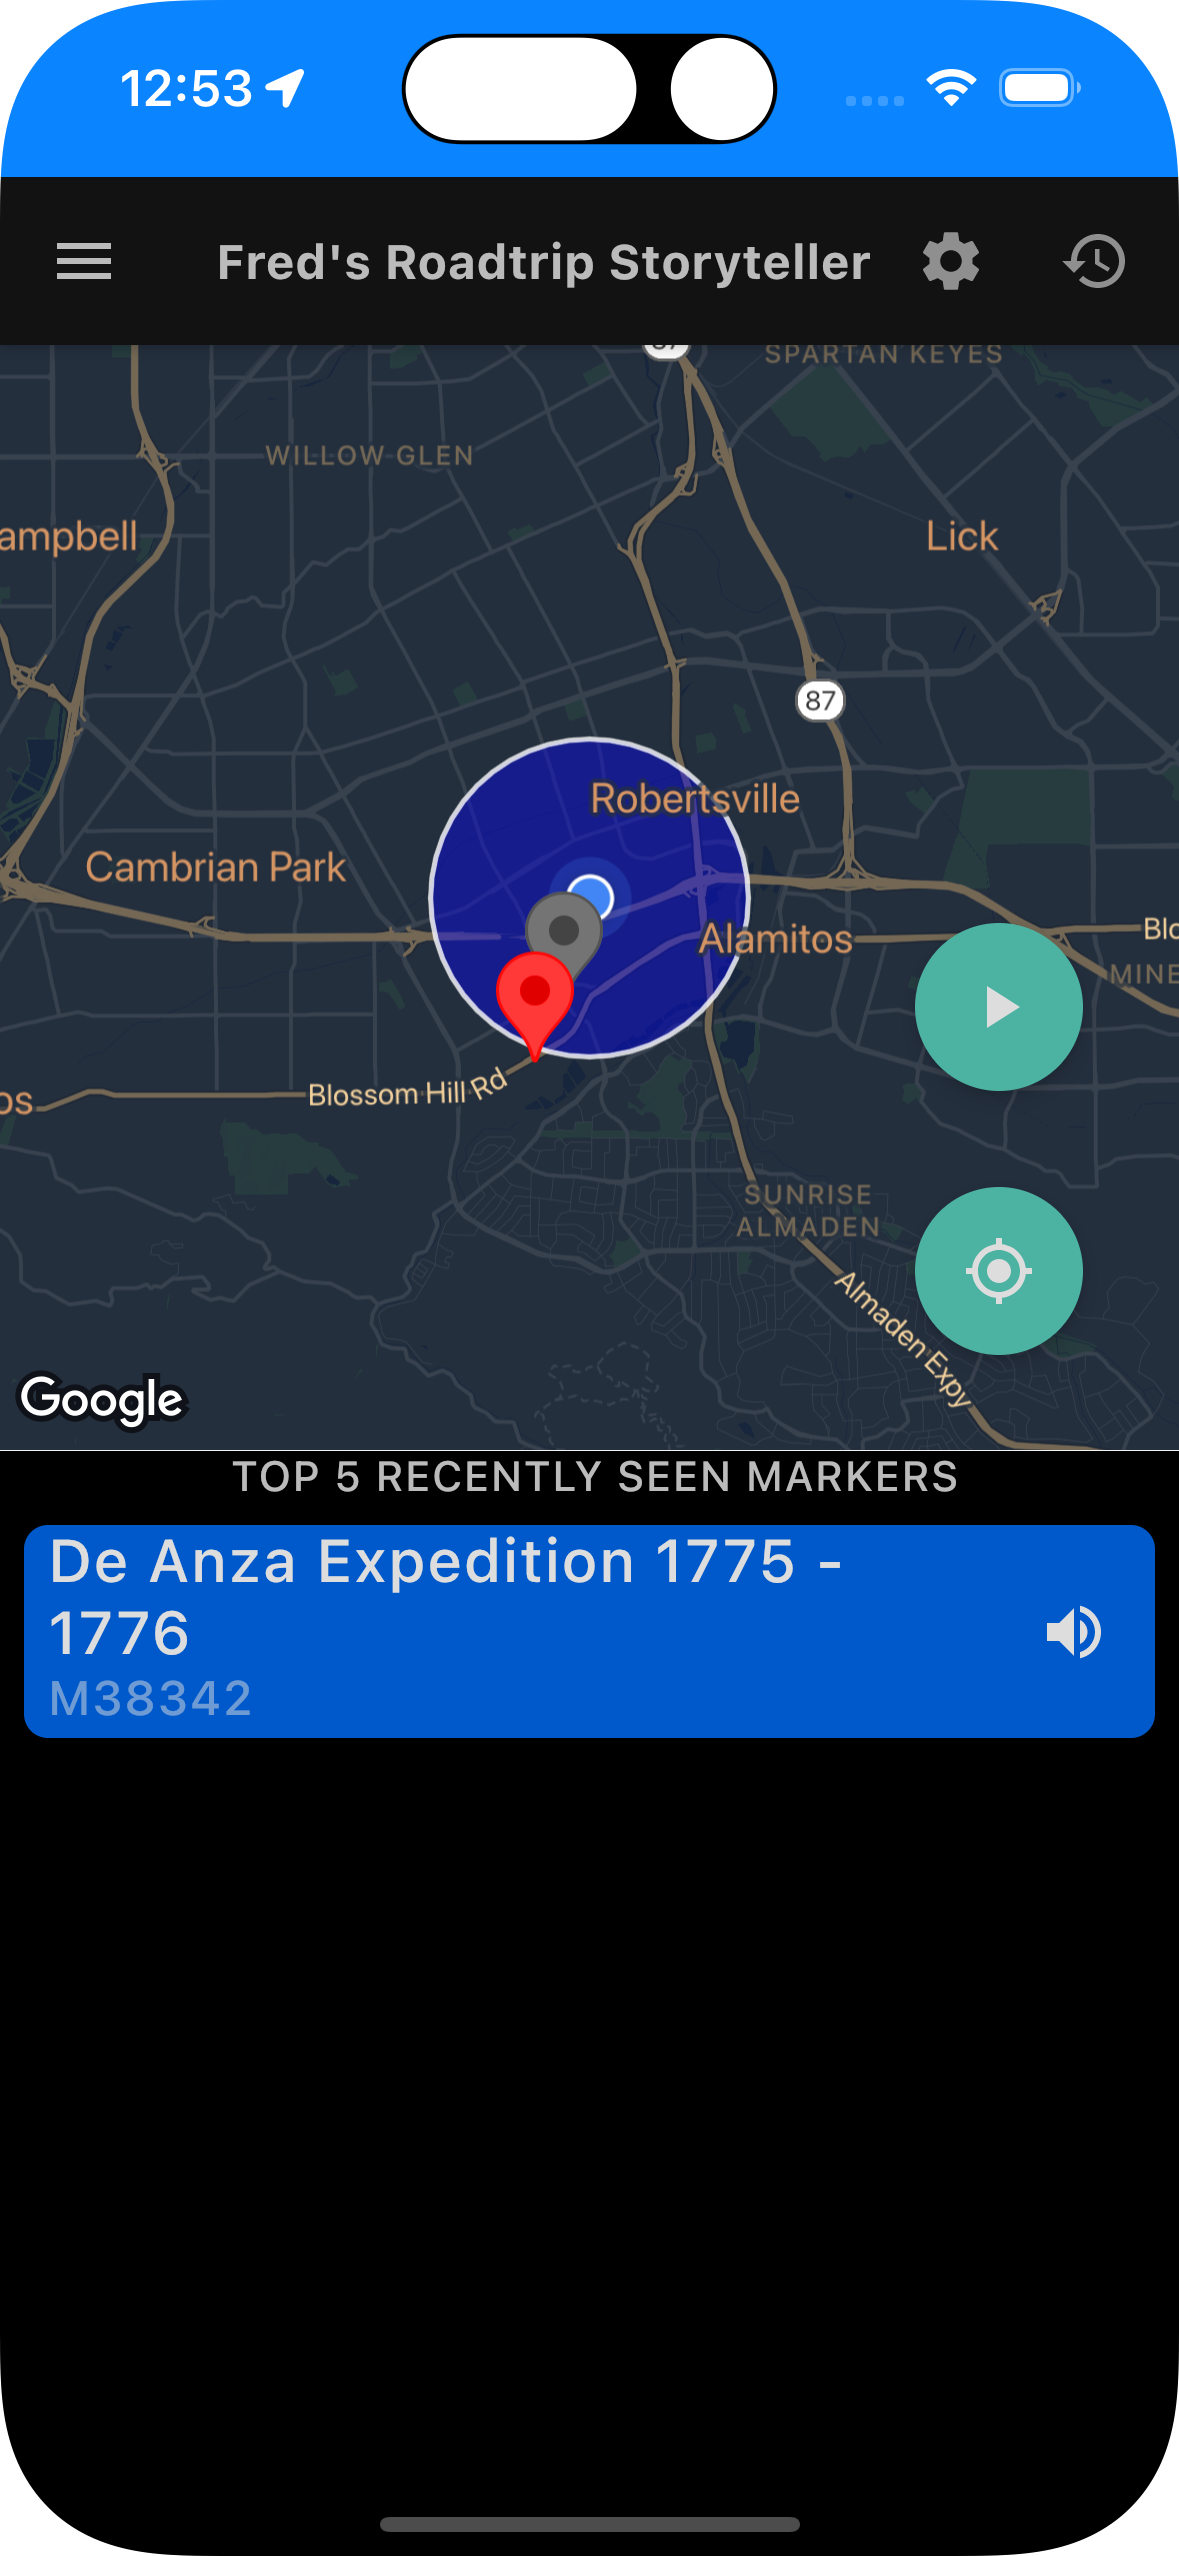 12:53
Fred's Roadtrip Storyteller
SPARTAN KEYES
WILLOW GLEN
ampbell
Lick
87
Robertsville
Cambrian Park
Alamitos
Blo
MINE
Blossom Hill Rd
os
SUNRISE
ALMADEN
Almaden Expy
Google
TOP 5 RECENTLY SEEN MARKERS
De Anza Expedition 1775 -
1776
M38342